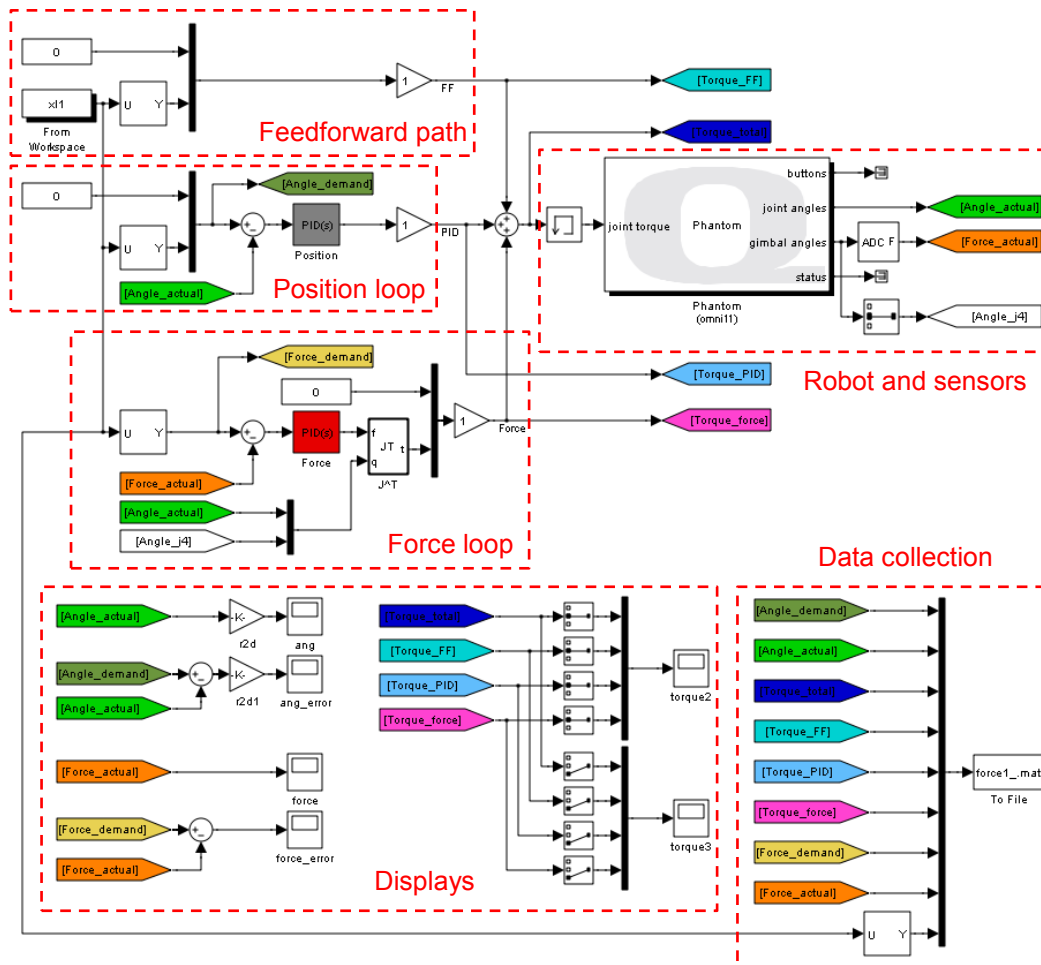 0
xI1
From
Workspace
U Y
1
FF
Feedforward path
[Torque_FF]
[Torque_total]
0
U Y
[Angle_demand]
PID(s)
Position
1
PID
[Angle_actual]
Position loop
joint torque
Phantom
buttons
joint angles
gimbal angles
status
Phantom
(omni11)
ADC F
[Angle_actual]
[Force_actual]
[Angle_j4]
Robot and sensors
[Torque_PID]
[Torque_force]
[Force_demand]
0
U Y
PID(s)
Force
f
q
JT
t
J^T
1
Force
[Force_actual]
[Angle_actual]
[Angle_j4]
Force loop
[Angle_actual]
-K-
r2d
ang
[Angle_demand]
[Angle_actual]
-K-
r2d1
ang_error
[Force_actual]
force
[Force_demand]
[Force_actual]
force_error
[Torque_total]
[Torque_FF]
[Torque_PID]
[Torque_force]
torque2
torque3
Displays
Data collection
[Angle_demand]
[Angle_actual]
[Torque_total]
[Torque_FF]
[Torque_PID]
[Torque_force]
[Force_demand]
[Force_actual]
U Y
force1_.mat
To File